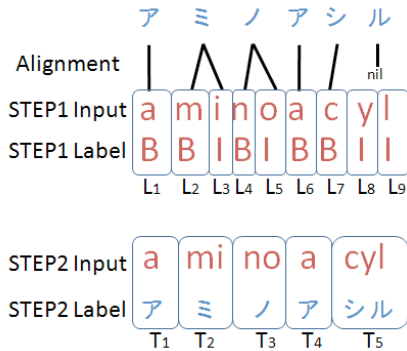 ア ミ ノ ア シ ル
Alignment
nil
STEP1 Input a m i n o a c y l
STEP1 Label B B I B I B B I I
L1 L2 L3 L4 L5 L6 L7 L8 L9
STEP2 Input a mi no a cyl
STEP2 Label ア ミ ノ ア シル
T1 T2 T3 T4 T5